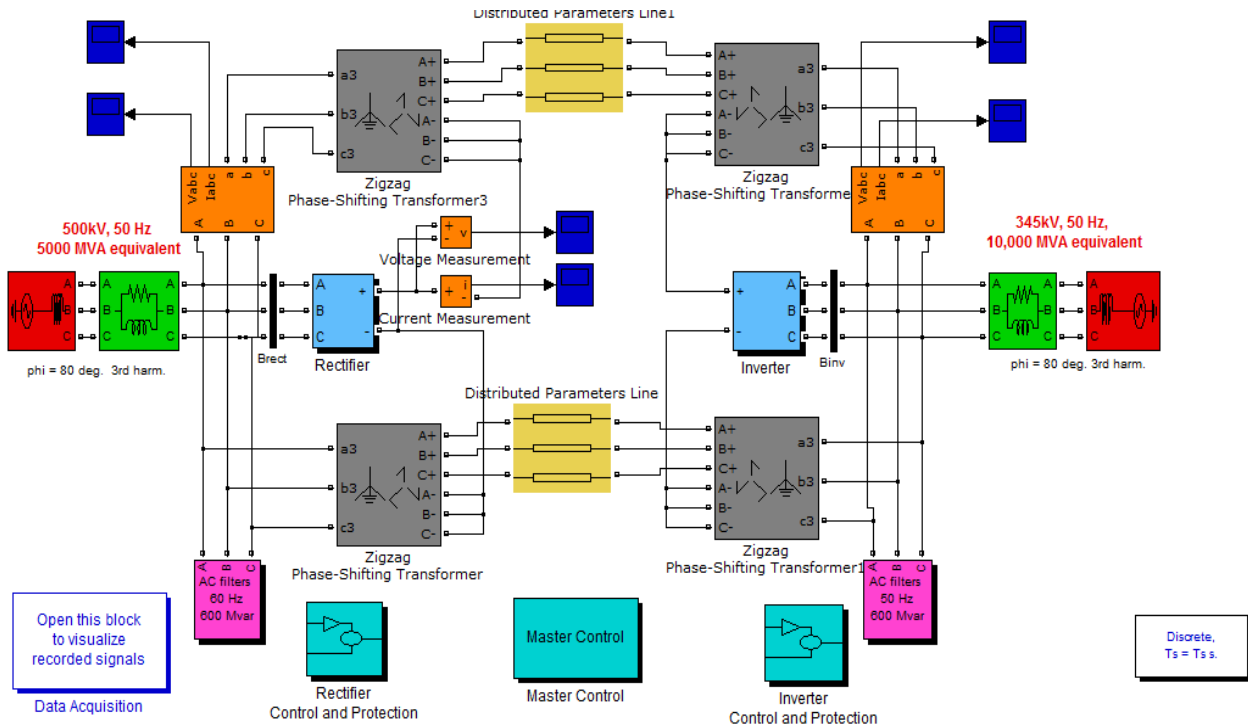 Distributed Parameters Line1
a3
b3
c3
A+
B+
C+
A-
B-
C-
Zigzag
Phase-Shifting Transformer3
A+
B+
C+
A-
B-
C-
a3
b3
c3
Zigzag
Phase-Shifting Transforme
Vabc
Iabc
a
b
c
A
B
C
Vabc
Iabc
a
b
c
A
B
C
500kV, 50 Hz
5000 MVA equivalent
345kV, 50 Hz,
10,000 MVA equivalent
+
-
v
Voltage Measurement
+
i
-
Current Measurement
A
B
C
A
B
C
A
B
C
phi = 80 deg. 3rd harm.
Brect
A
B
C
+
-
Rectifier
+
-
A
B
C
Inverter
Binv
A
B
C
A
B
C
A
B
C
phi = 80 deg. 3rd harm.
Distributed Parameters Line
a3
b3
c3
A+
B+
C+
A-
B-
C-
Zigzag
Phase-Shifting Transformer
A+
B+
C+
A-
B-
C-
a3
b3
c3
Zigzag
Phase-Shifting Transformer1
A
B
C
AC filters
60 Hz
600 Mvar
A
B
C
AC filters
50 Hz
600 Mvar
Open this block
to visualize
recorded signals
Data Acquisition
Rectifier
Control and Protection
Master Control
Master Control
Inverter
Control and Protection
Discrete,
Ts = Ts s.